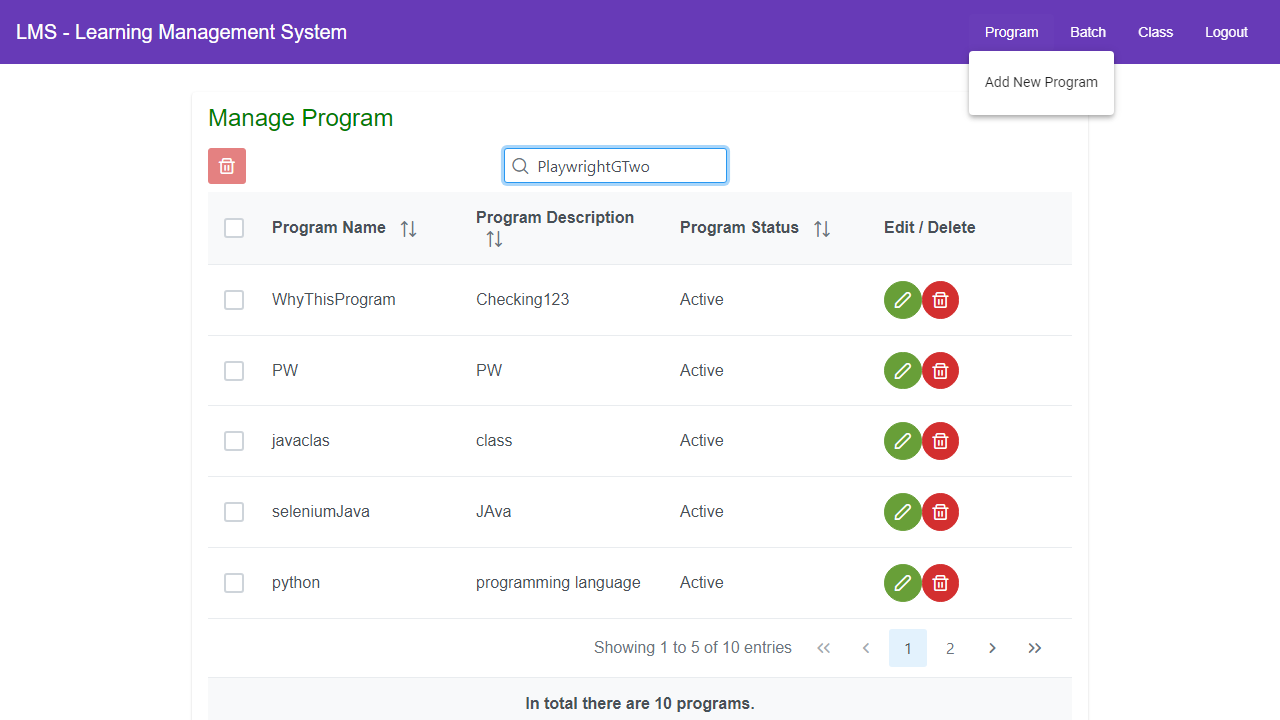 LMS - Learning Management System
Program
Batch
Class
Logout
Add New Program
Manage Program
PlaywrightGTwo
Program Name
Program Description
Program Status
Edit / Delete
WhyThisProgram
Checking123
Active
PW
PW
Active
javaclas
class
Active
seleniumJava
JAva
Active
python
programming language
Active
Showing 1 to 5 of 10 entries
1
2
In total there are 10 programs.